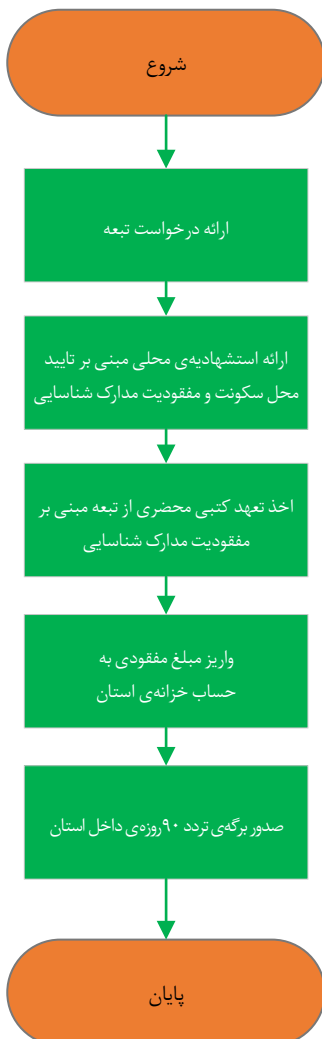 شروع
ارائه درخواست تبعه
ارائه استشهادیه‌ی محلی مبنی بر تایید
محل سکونت و مفقودیت مدارک شناسایی
اخذ تعهد کتبی محضری از تبعه مبنی بر
مفقودیت مدارک شناسایی
واریز مبلغ مفقودی به
حساب خزانه‌ی استان
صدور برگه‌ی تردد ۹۰روزه‌ی داخل استان
پایان